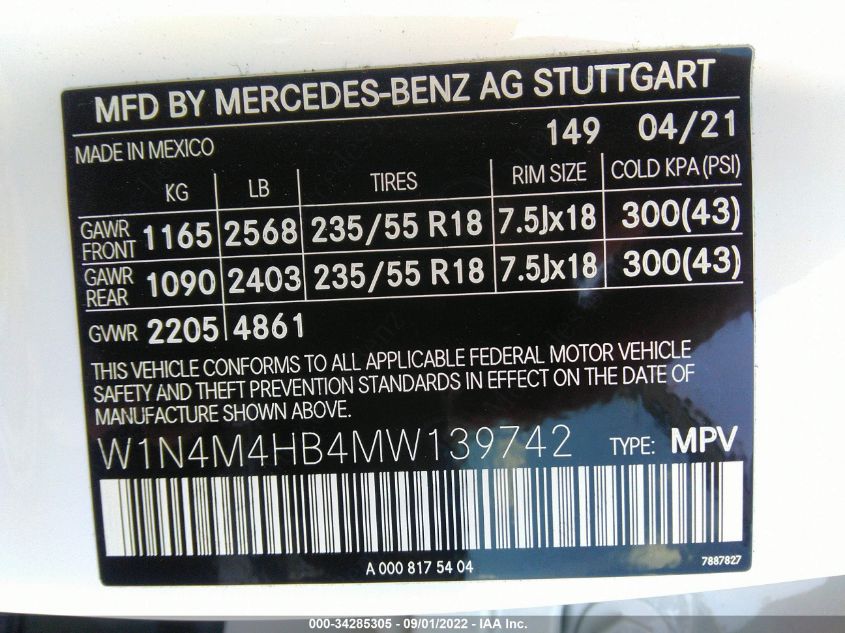 MFD BY MERCEDES-BENZ AG STUTTGART
MADE IN MEXICO 149 04/21
KG LB TIRES RIM SIZE COLD KPA(PSI)
GAWR FRONT 1165 2568 235/55 R18 7.5Jx18 300(43)
GAWR REAR 1090 2403 235/55 R18 7.5Jx18 300(43)
GVWR 2205 4861
THIS VEHICLE CONFORMS TO ALL APPLICABLE FEDERAL MOTOR VEHICLE
SAFETY AND THEFT PREVENTION STANDARDS IN EFFECT ON THE DATE OF
MANUFACTURE SHOWN ABOVE.
W1N4M4HB4MW139742 TYPE: MPV
A 000 817 54 04 7887827
000-34285305 - 09/01/2022 - IAA Inc.